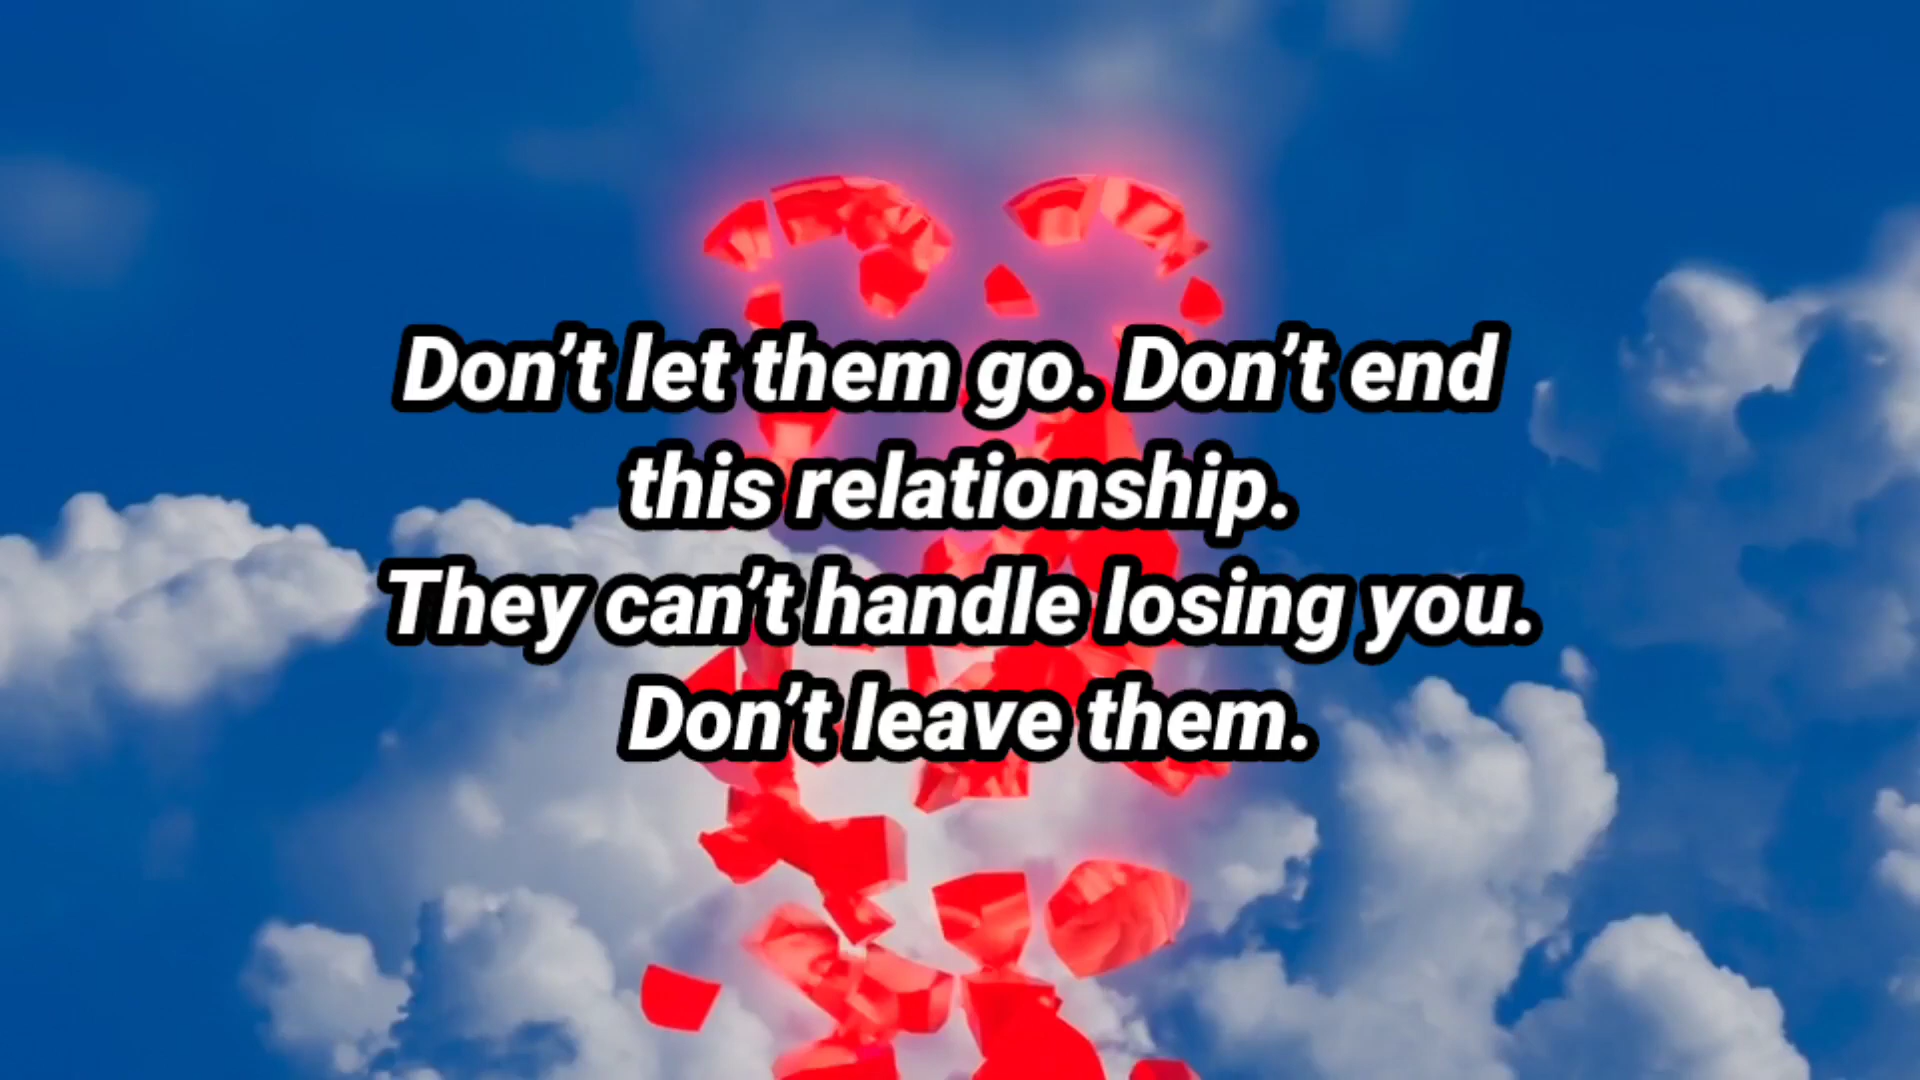 Don’t let them go. Don’t end
this relationship.
They can’t handle losing you.
Don’t leave them.